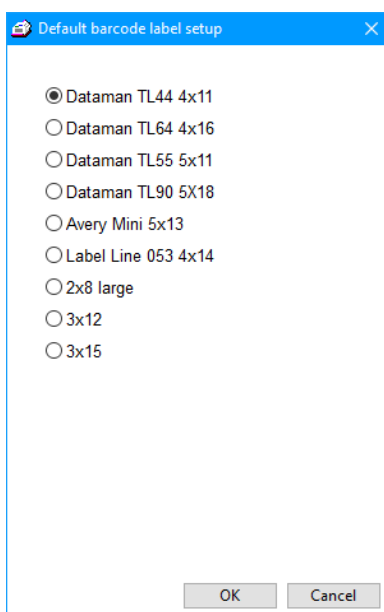 Default barcode label setup
Dataman TL44 4x11
Dataman TL64 4x16
Dataman TL55 5x11
Dataman TL90 5X18
Avery Mini 5x13
Label Line 053 4x14
2x8 large
3x12
3x15
OK Cancel